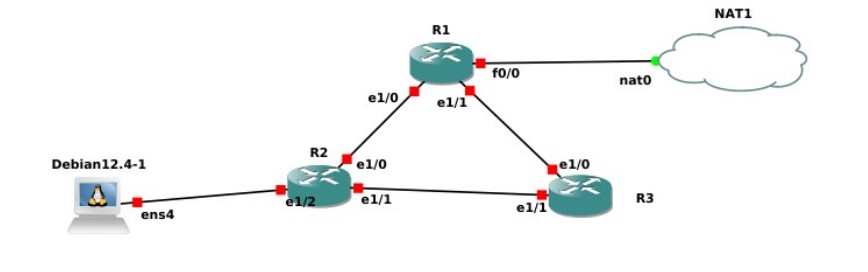 NAT1
R1
f0/0
nat0
e1/0
e1/1
R2
e1/0
e1/0
Debian12.4-1
e1/2
e1/1
R3
e1/1
ens4